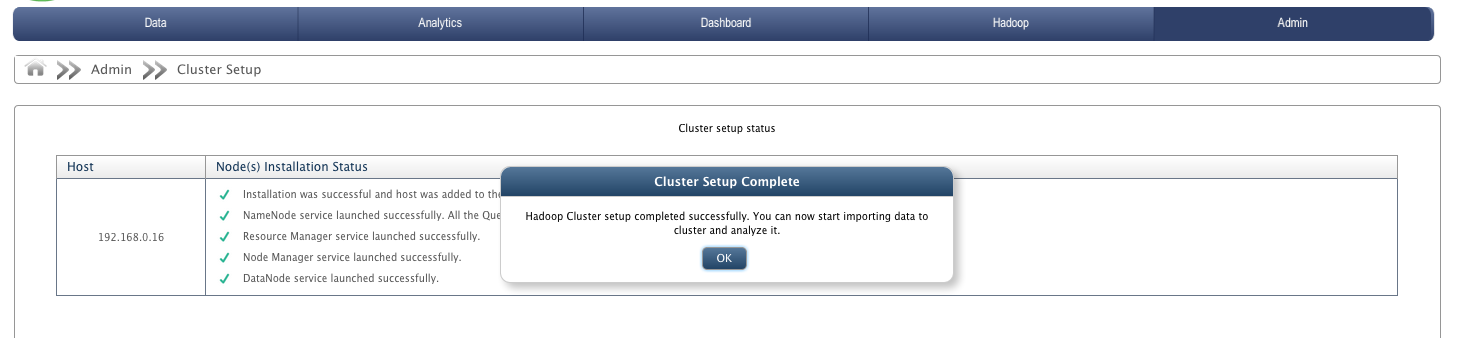 Data Analytics Dashboard Hadoop Admin
Admin Cluster Setup
Cluster setup status
Host Node(s) Installation Status
192.168.0.16
Installation was successful and host was added to the
NameNode service launched successfully. All the Que
Resource Manager service launched successfully.
Node Manager service launched successfully.
DataNode service launched successfully.
Cluster Setup Complete
Hadoop Cluster setup completed successfully. You can now start importing data to
cluster and analyze it.
OK